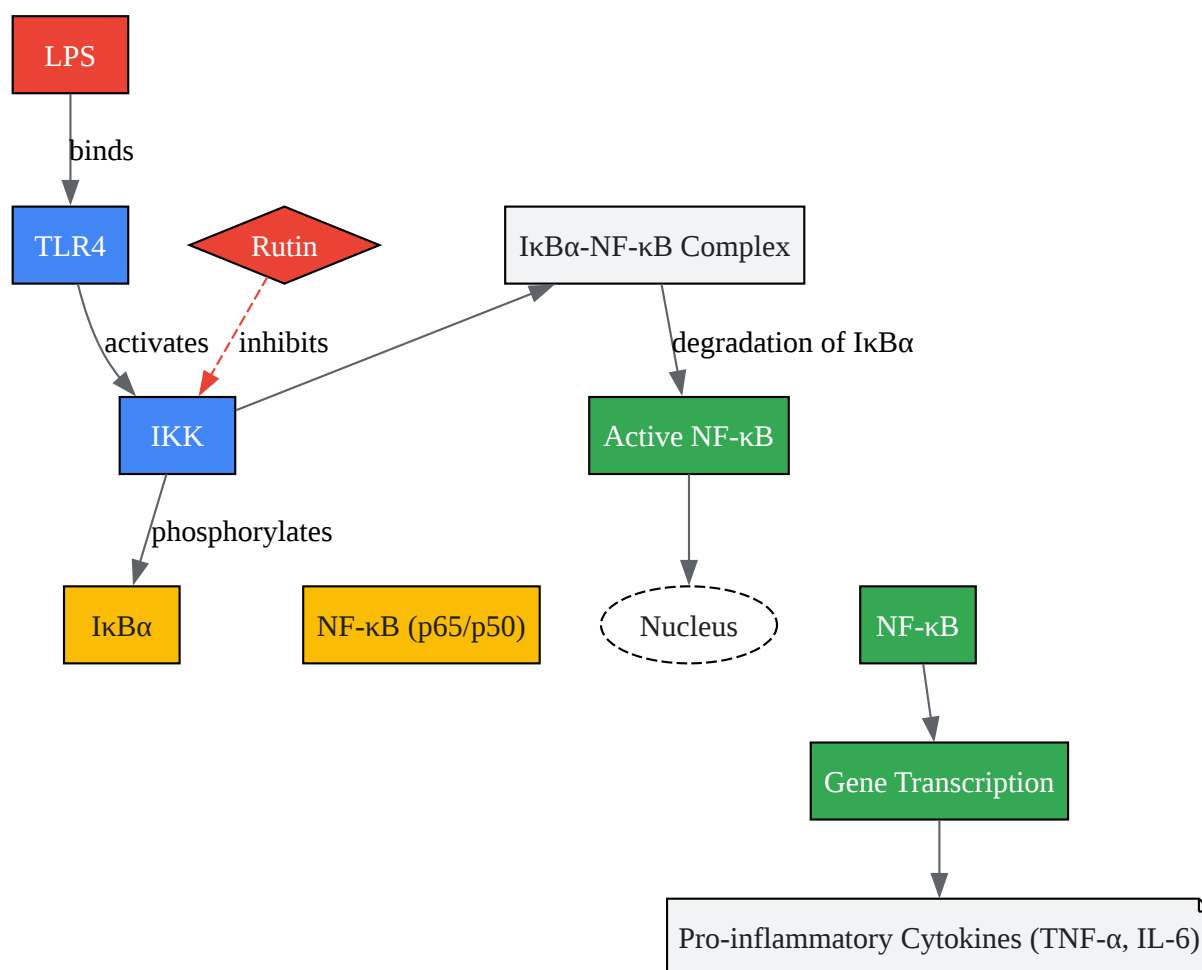 LPS
binds
TLR4
Rutin
IκBα-NF-κB Complex
activates
inhibits
degradation of IκBα
IKK
Active NF-κB
phosphorylates
IκBα
NF-κB (p65/p50)
Nucleus
NF-κB
Gene Transcription
Pro-inflammatory Cytokines (TNF-α, IL-6)